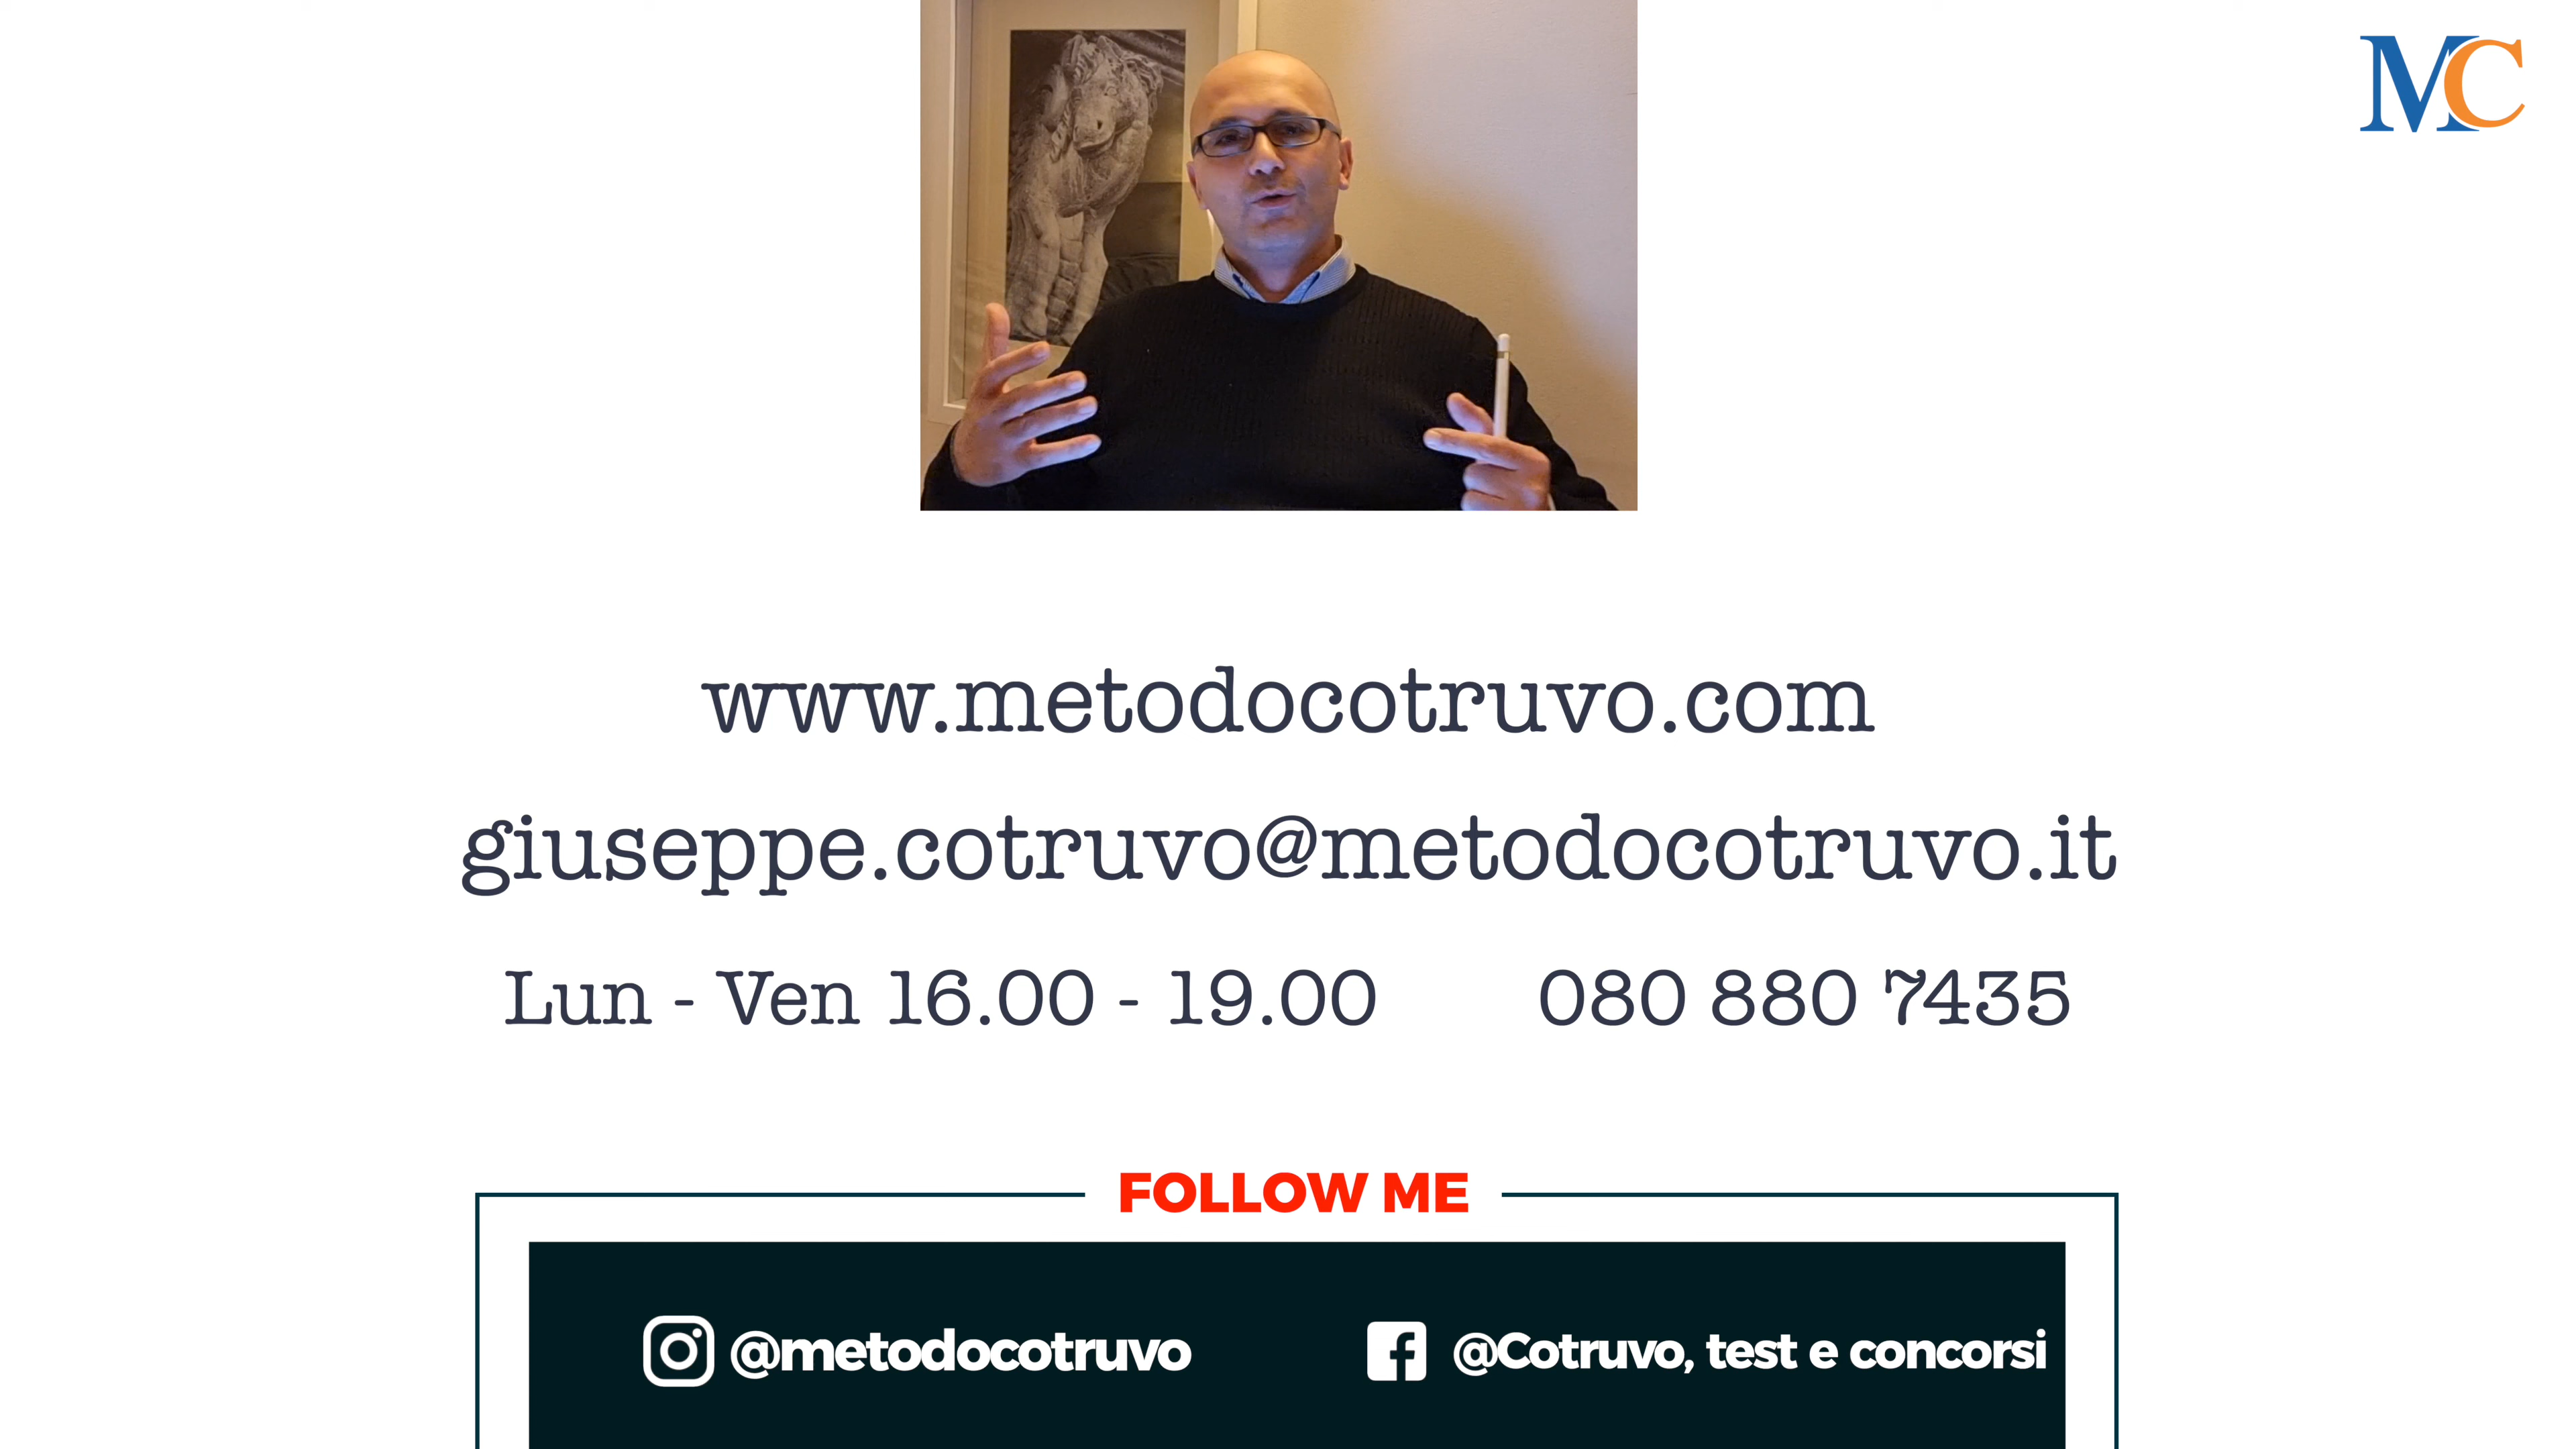 MC
www.metodocotruvo.com
giuseppe.cotruvo@metodocotruvo.it
Lun - Ven 16.00 - 19.00 080 880 7435
FOLLOW ME
@metodocotruvo @Cotruvo, test e concorsi